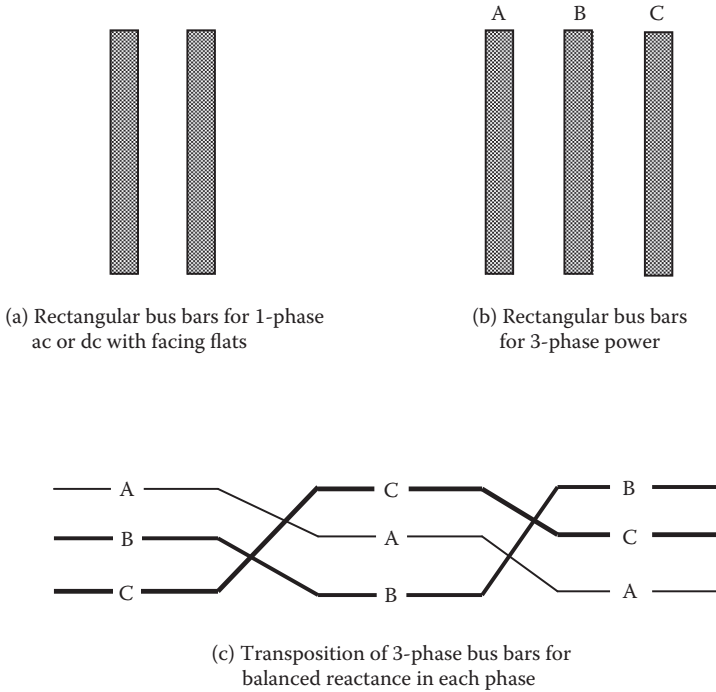 A B C
(a) Rectangular bus bars for 1-phase
ac or dc with facing flats
(b) Rectangular bus bars
for 3-phase power
A C B
B A C
C B A
(c) Transposition of 3-phase bus bars for
balanced reactance in each phase